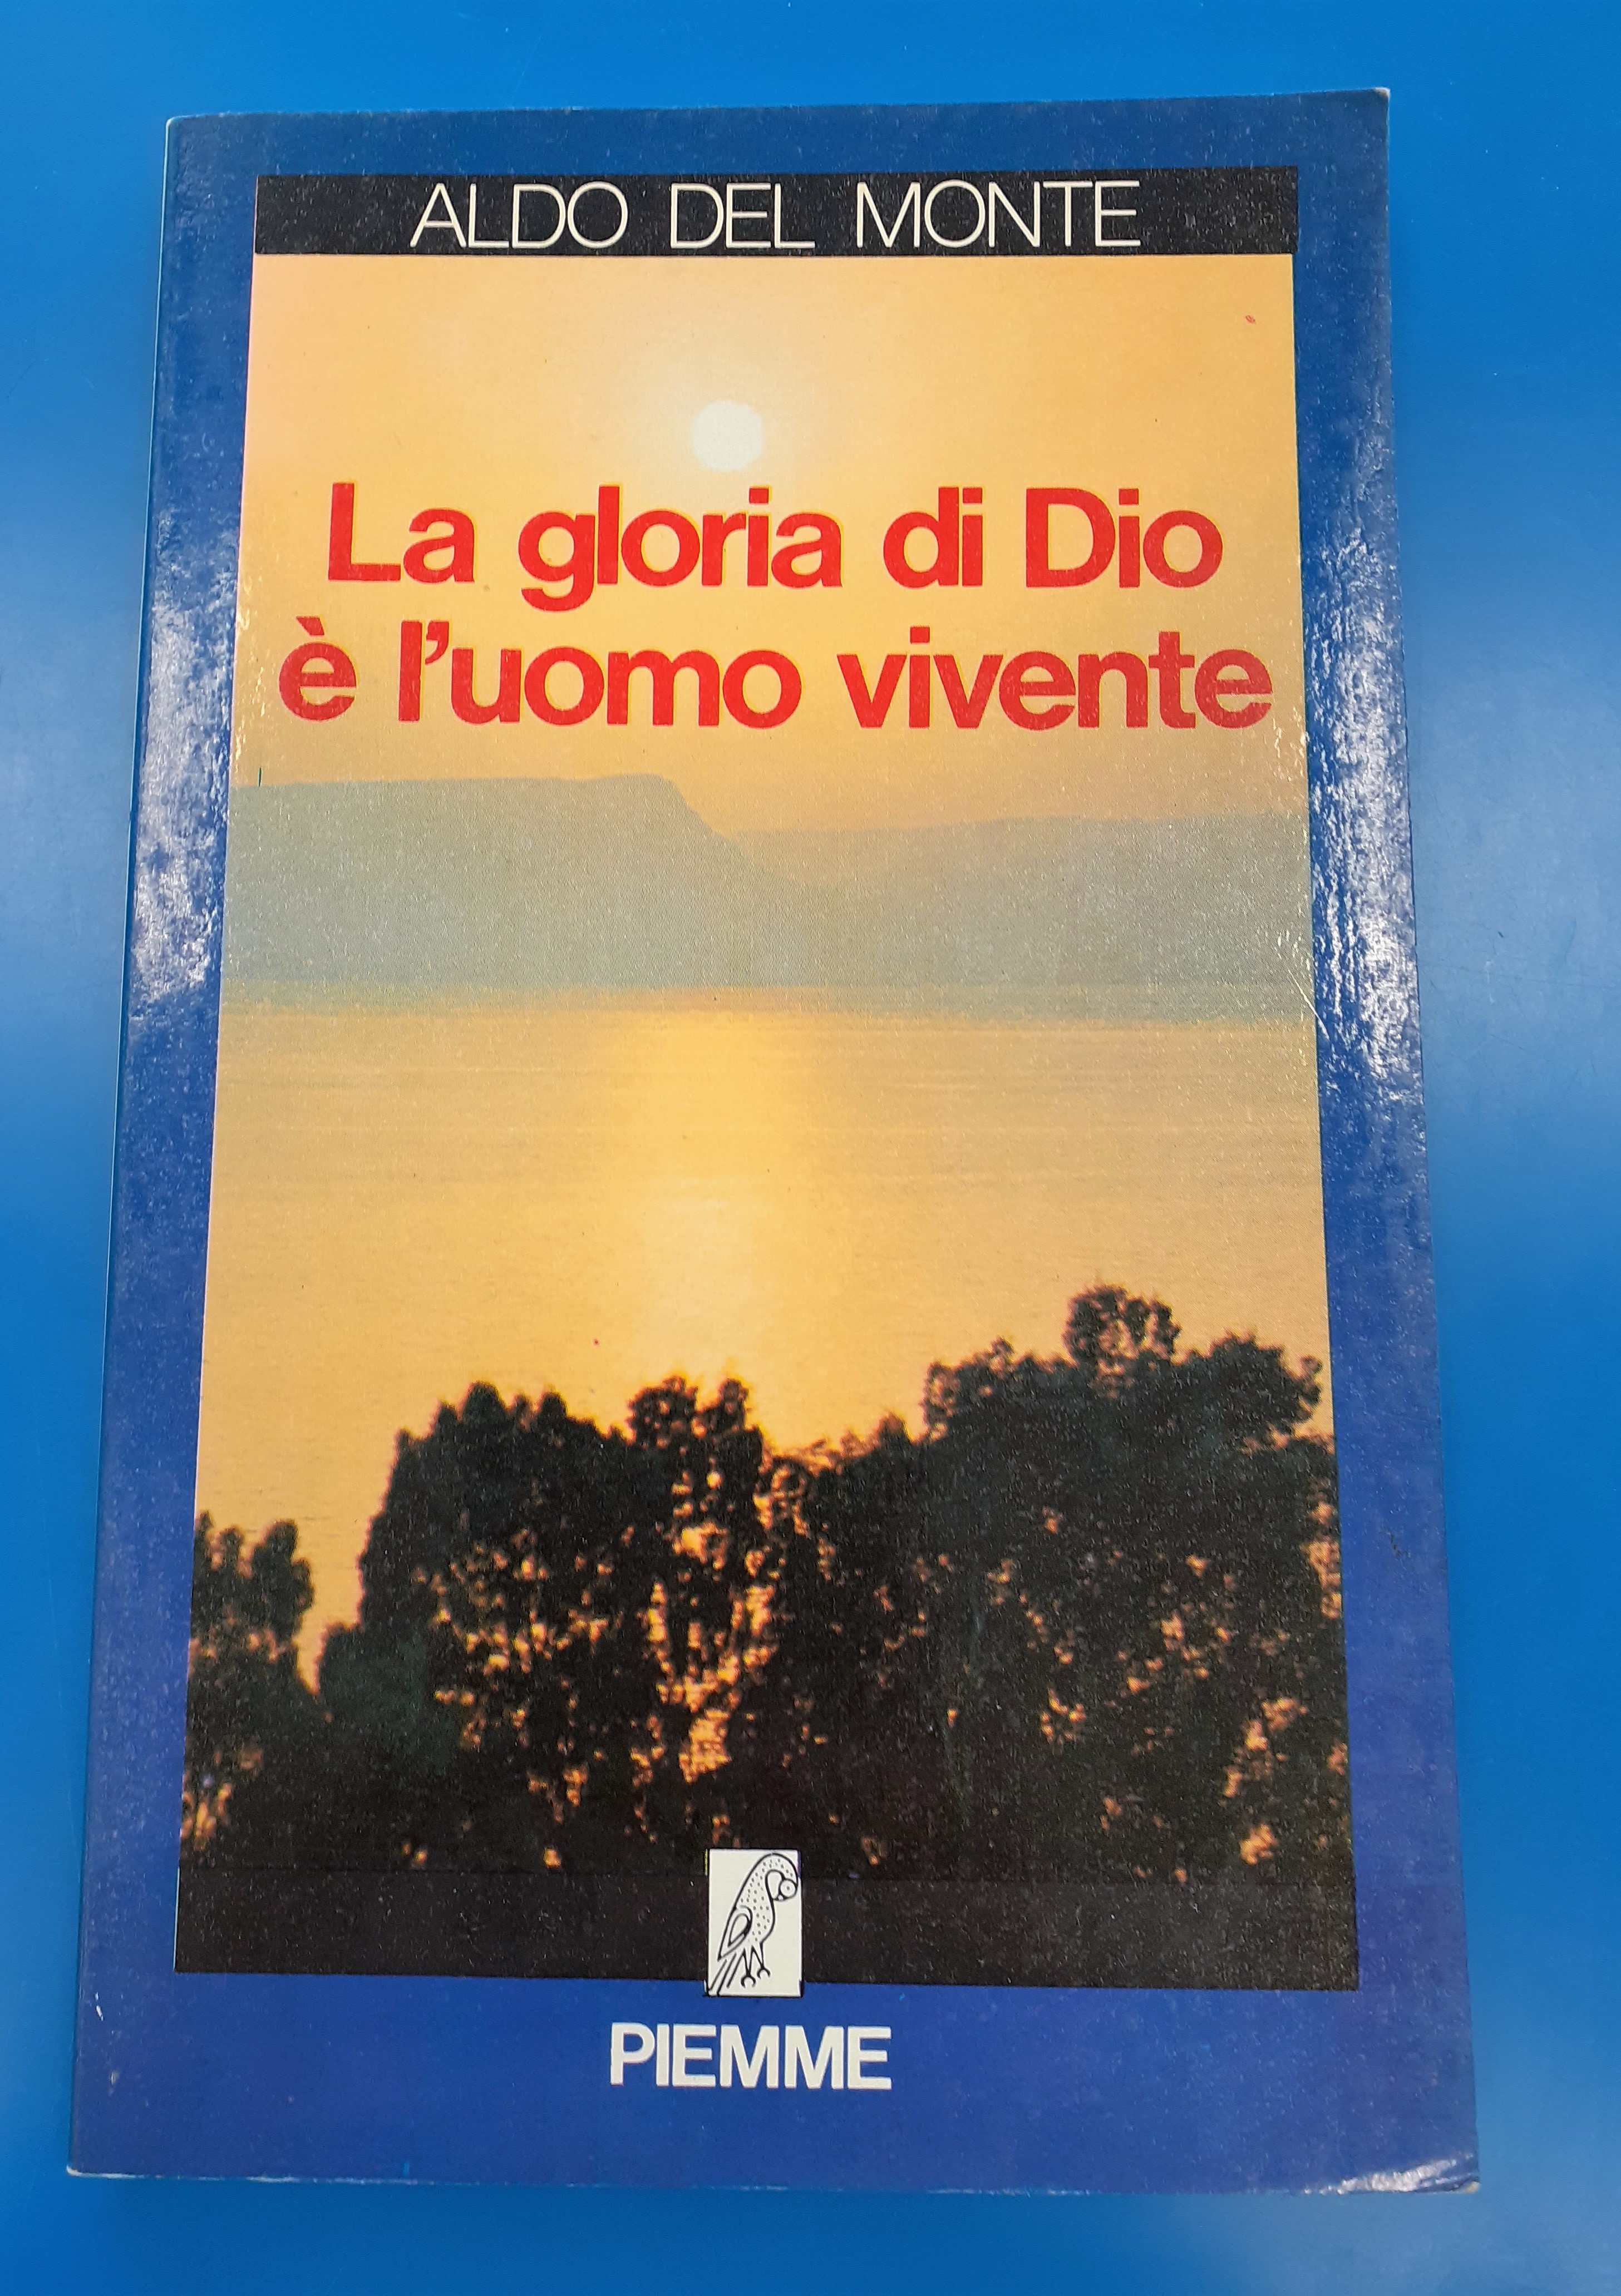 ALDO DEL MONTE
La gloria di Dio
è l'uomo vivente
PIEMME